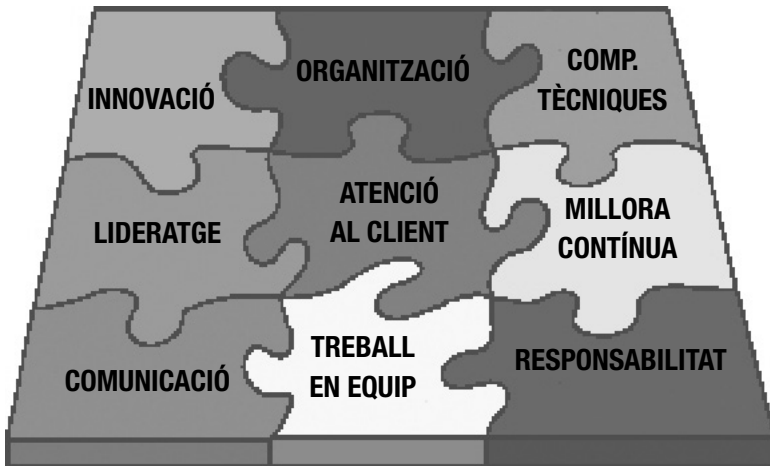 INNOVACIÓ
ORGANITZACIÓ
COMP.
TÈCNIQUES
LIDERATGE
ATENCIÓ
AL CLIENT
MILLORA
CONTÍNUA
COMUNICACIÓ
TREBALL
EN EQUIP
RESPONSABILITAT